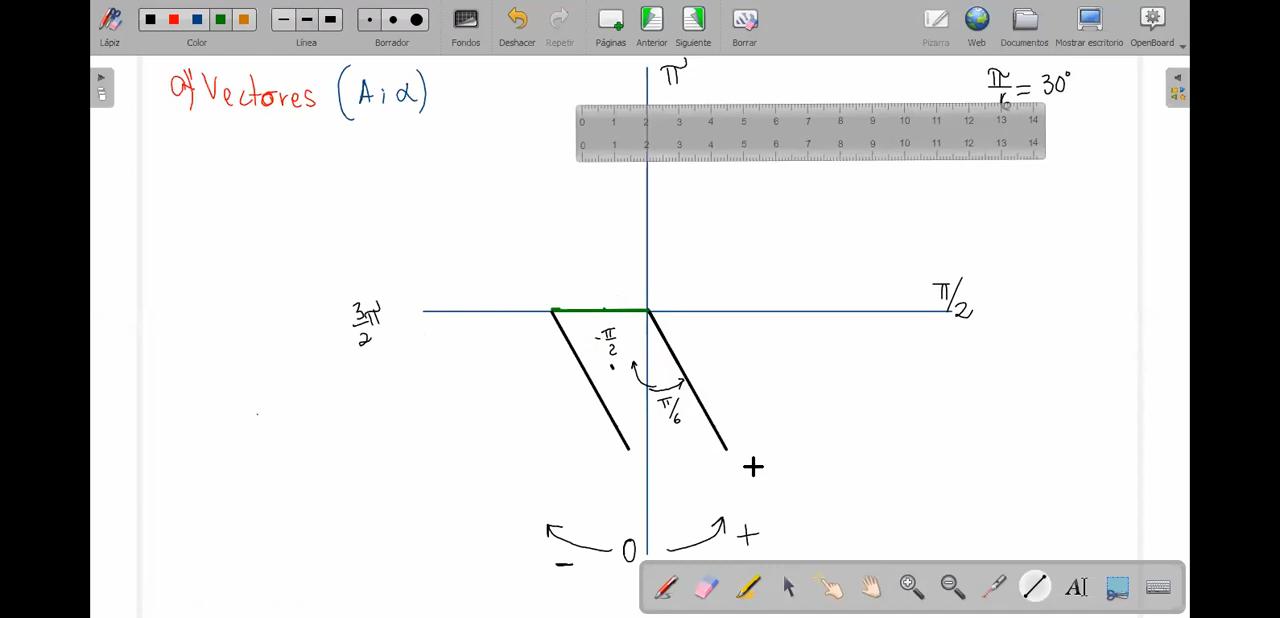 Lápiz Color Línea Borrador Fondos Deshacer Repetir Páginas Anterior Siguiente Borrar Pizarra Web Documentos Mostrar escritorio OpenBoard
a) Vectores (A; α)
π
π/6 = 30°
0 1 2 3 4 5 6 7 8 9 10 11 12 13 14
0 1 2 3 4 5 6 7 8 9 10 11 12 13 14
3π/2
π/2
-π/2
π/6
- 0 +
AI